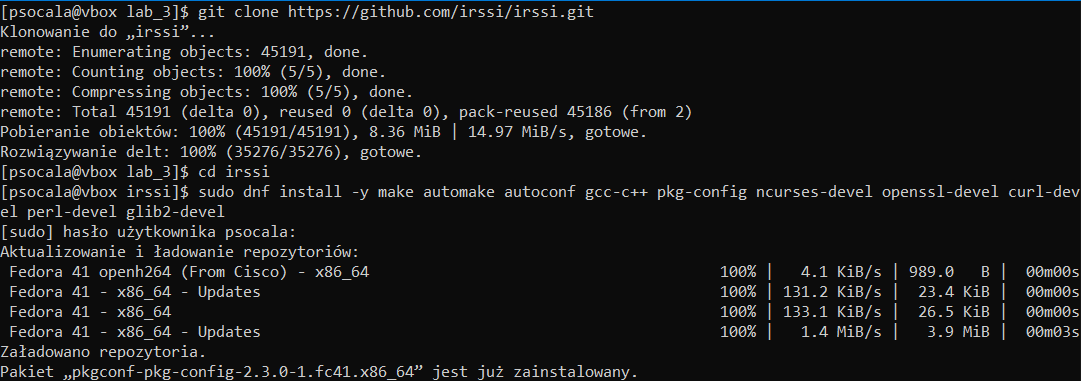 [psocala@vbox lab_3]$ git clone https://github.com/irssi/irssi.git
Klonowanie do „irssi”...
remote: Enumerating objects: 45191, done.
remote: Counting objects: 100% (5/5), done.
remote: Compressing objects: 100% (5/5), done.
remote: Total 45191 (delta 0), reused 0 (delta 0), pack-reused 45186 (from 2)
Pobieranie obiektów: 100% (45191/45191), 8.36 MiB | 14.97 MiB/s, gotowe.
Rozwiązywanie delt: 100% (35276/35276), gotowe.
[psocala@vbox lab_3]$ cd irssi
[psocala@vbox irssi]$ sudo dnf install -y make automake autoconf gcc-c++ pkg-config ncurses-devel openssl-devel curl-dev
el perl-devel glib2-devel
[sudo] hasło użytkownika psocala:
Aktualizowanie i ładowanie repozytoriów:
Fedora 41 openh264 (From Cisco) - x86_64 100% | 4.1 KiB/s | 989.0 B | 00m00s
Fedora 41 - x86_64 - Updates 100% | 131.2 KiB/s | 23.4 KiB | 00m00s
Fedora 41 - x86_64 100% | 133.1 KiB/s | 26.5 KiB | 00m00s
Fedora 41 - x86_64 - Updates 100% | 1.4 MiB/s | 3.9 MiB | 00m03s
Załadowano repozytoria.
Pakiet „pkgconf-pkg-config-2.3.0-1.fc41.x86_64” jest już zainstalowany.